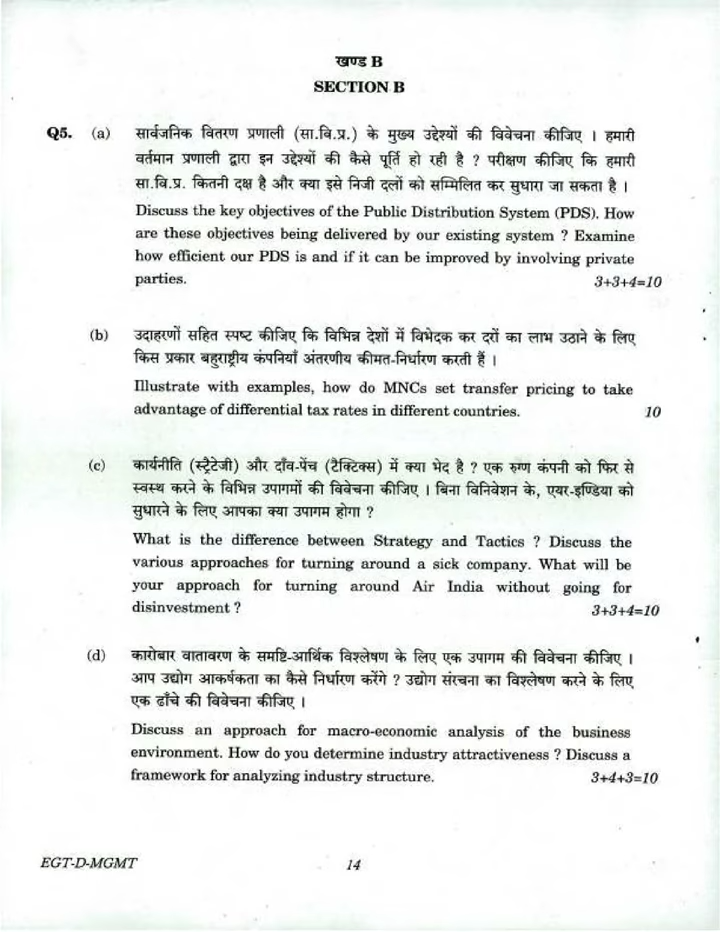 खण्ड B
SECTION B
Q5. (a) सार्वजनिक वितरण प्रणाली (सा.वि.प्र.) के मुख्य उद्देश्यों की विवेचना कीजिए । हमारी
वर्तमान प्रणाली द्वारा इन उद्देश्यों की कैसे पूर्ति हो रही है ? परीक्षण कीजिए कि हमारी
सा.वि.प्र. कितनी दक्ष है और क्या इसे निजी दलों को सम्मिलित कर सुधारा जा सकता है ।
Discuss the key objectives of the Public Distribution System (PDS). How
are these objectives being delivered by our existing system ? Examine
how efficient our PDS is and if it can be improved by involving private
parties. 3+3+4=10
(b) उदाहरणों सहित स्पष्ट कीजिए कि विभिन्न देशों में विभेदक कर दरों का लाभ उठाने के लिए
किस प्रकार बहुराष्ट्रीय कंपनियाँ अंतरणीय कीमत-निर्धारण करती हैं ।
Illustrate with examples, how do MNCs set transfer pricing to take
advantage of differential tax rates in different countries. 10
(c) कार्यनीति (स्ट्रैटेजी) और दाँव-पेंच (टैक्टिक्स) में क्या भेद है ? एक रुग्ण कंपनी को फिर से
स्वस्थ करने के विभिन्न उपागमों की विवेचना कीजिए । बिना विनिवेशन के, एयर-इण्डिया को
सुधारने के लिए आपका क्या उपागम होगा ?
What is the difference between Strategy and Tactics ? Discuss the
various approaches for turning around a sick company. What will be
your approach for turning around Air India without going for
disinvestment ? 3+3+4=10
(d) कारोबार वातावरण के समष्टि-आर्थिक विश्लेषण के लिए एक उपागम की विवेचना कीजिए ।
आप उद्योग आकर्षकता का कैसे निर्धारण करेंगे ? उद्योग संरचना का विश्लेषण करने के लिए
एक ढाँचे की विवेचना कीजिए ।
Discuss an approach for macro-economic analysis of the business
environment. How do you determine industry attractiveness ? Discuss a
framework for analyzing industry structure. 3+4+3=10
EGT-D-MGMT 14